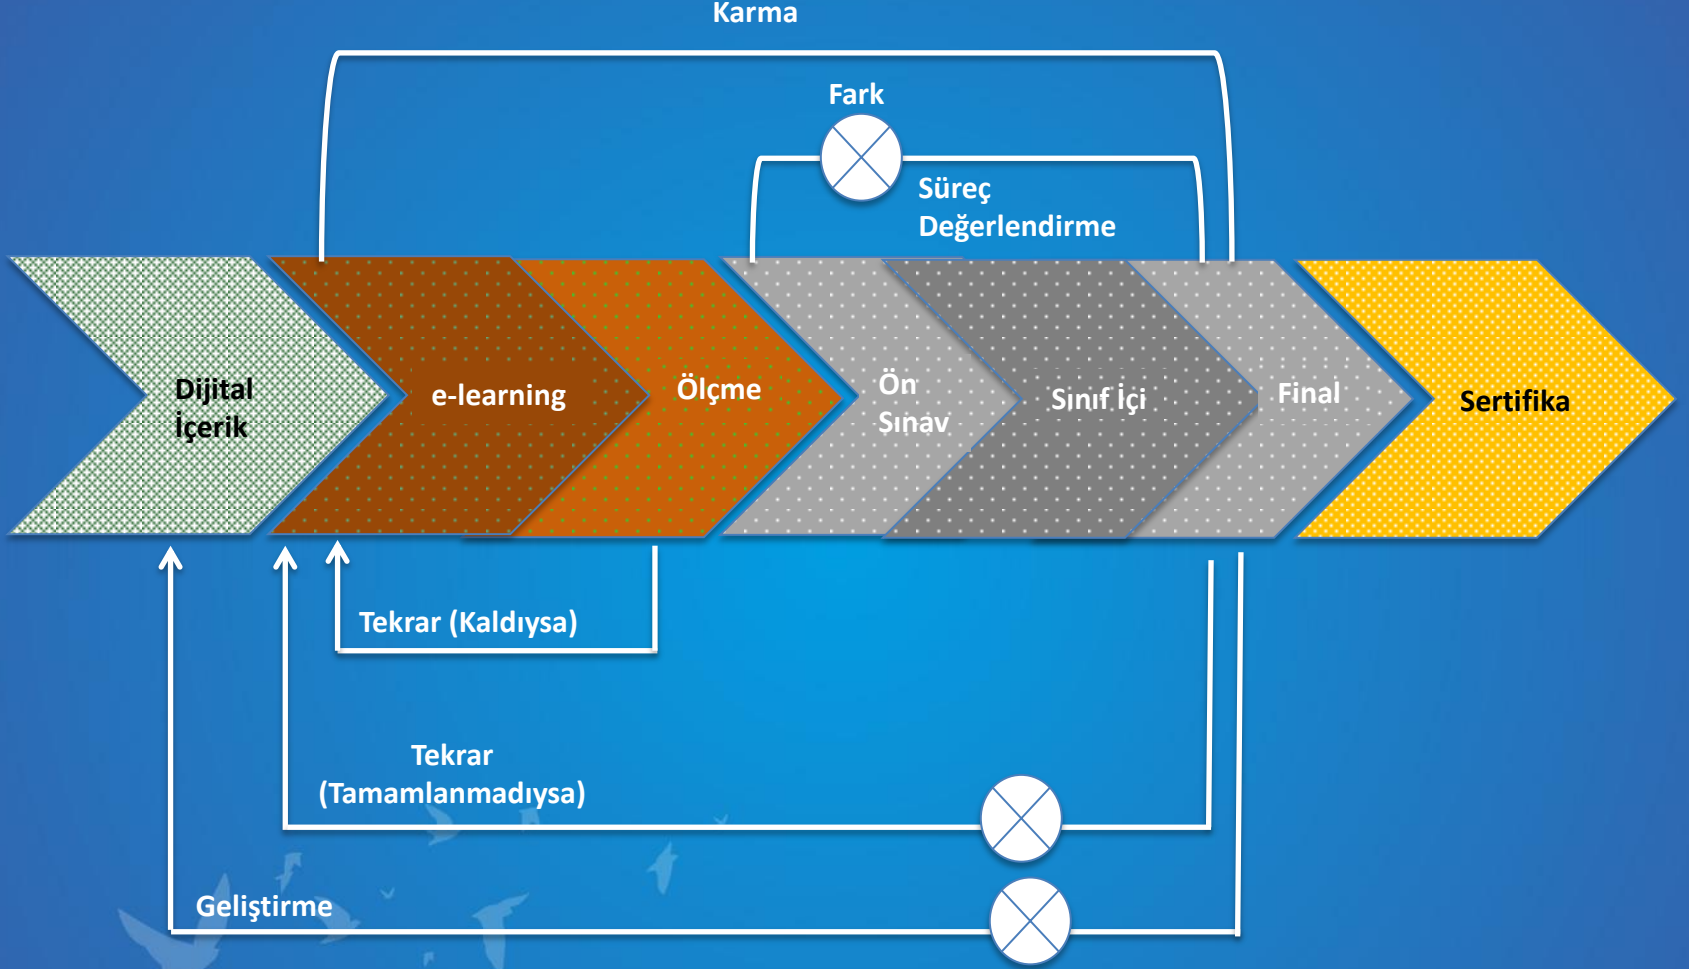 Karma
Fark
Süreç
Değerlendirme
Dijital
İçerik
e-learning
Ölçme
Ön
Sınav
Sınıf İçi
Final
Sertifika
Tekrar (Kaldıysa)
Tekrar
(Tamamlanmadıysa)
Geliştirme